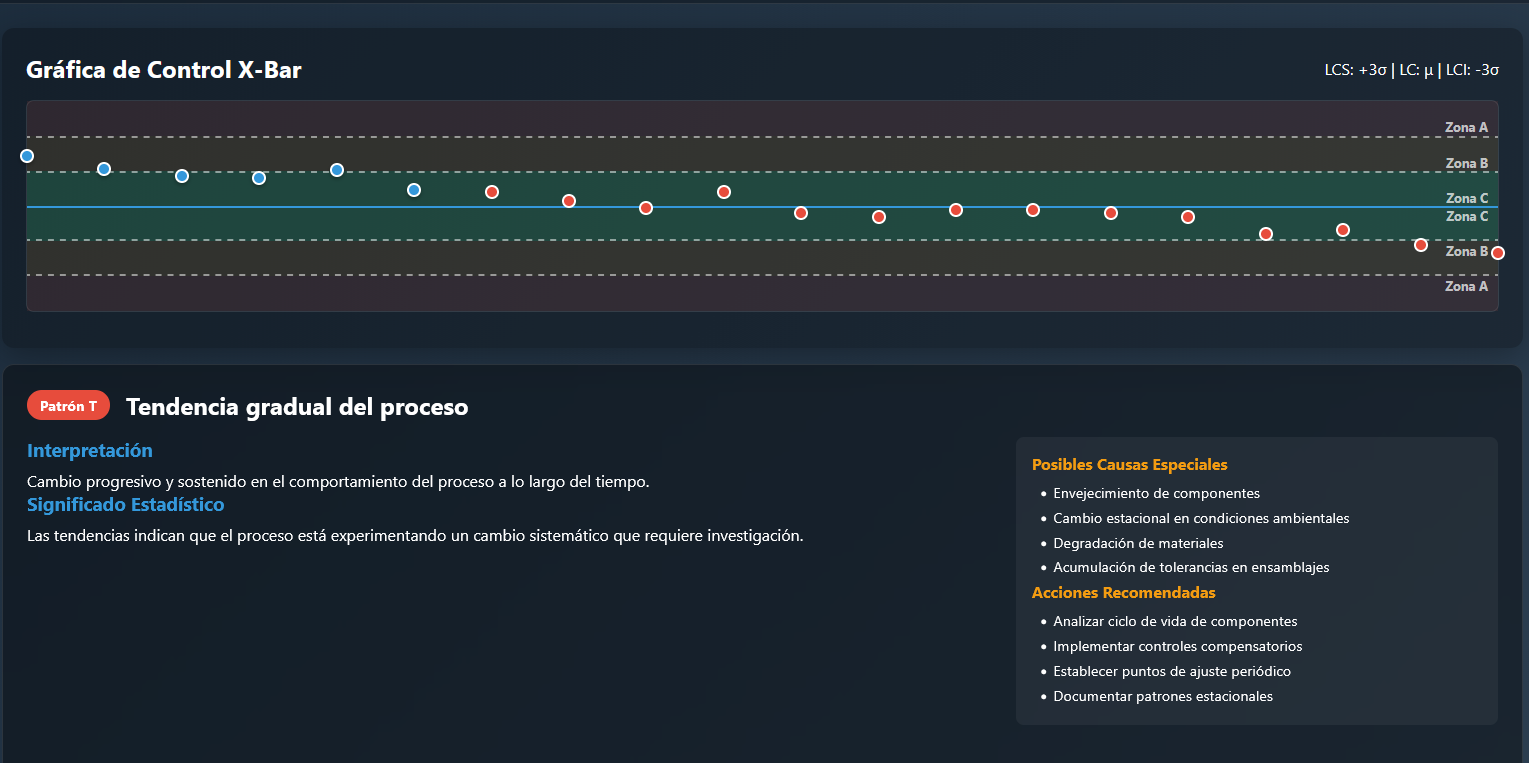 Gráfica de Control X-Bar
LCS: +3σ | LC: μ | LCI: -3σ
Zona A
Zona B
Zona C
Zona C
Zona B
Zona A
Patrón T
Tendencia gradual del proceso
Interpretación
Cambio progresivo y sostenido en el comportamiento del proceso a lo largo del tiempo.
Significado Estadístico
Las tendencias indican que el proceso está experimentando un cambio sistemático que requiere investigación.
Posibles Causas Especiales
• Envejecimiento de componentes
• Cambio estacional en condiciones ambientales
• Degradación de materiales
• Acumulación de tolerancias en ensamblajes
Acciones Recomendadas
• Analizar ciclo de vida de componentes
• Implementar controles compensatorios
• Establecer puntos de ajuste periódico
• Documentar patrones estacionales